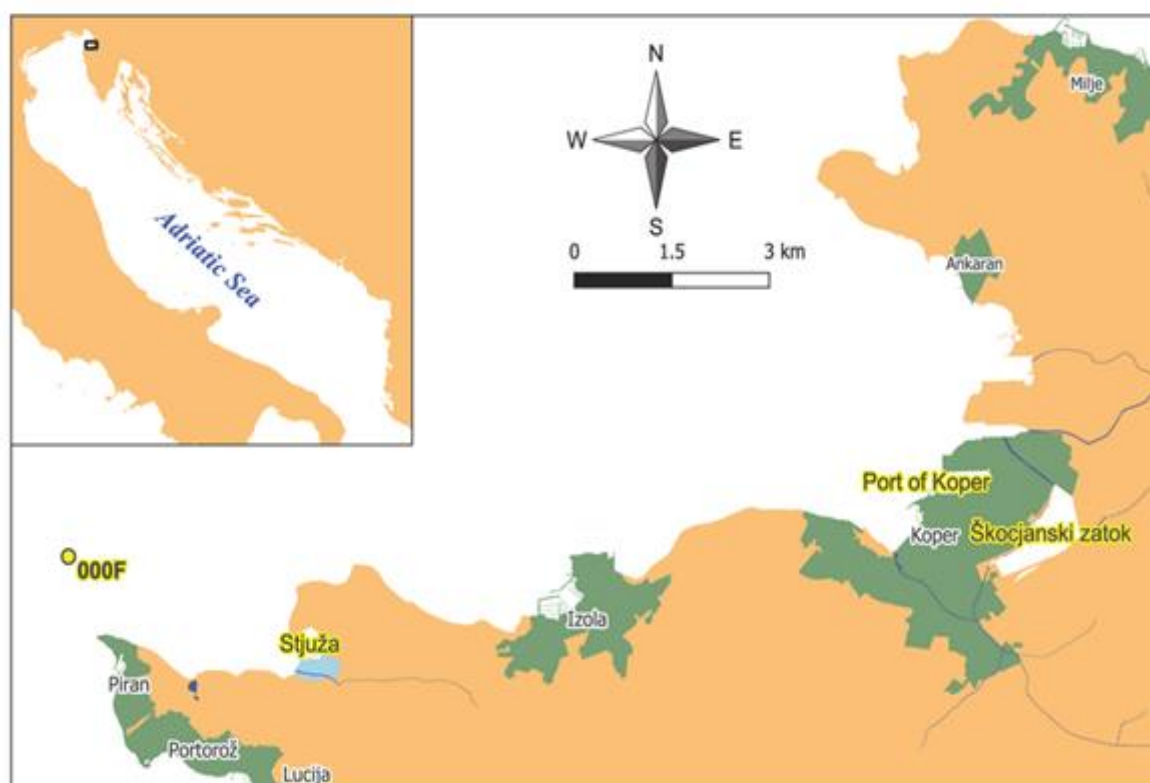 Adriatic Sea
N
W
E
S
0
1.5
3 km
Milje
Ankaran
Port of Koper
Koper
Škocjanski zatok
000F
Izola
Stjuža
Piran
Portorož
Lucija